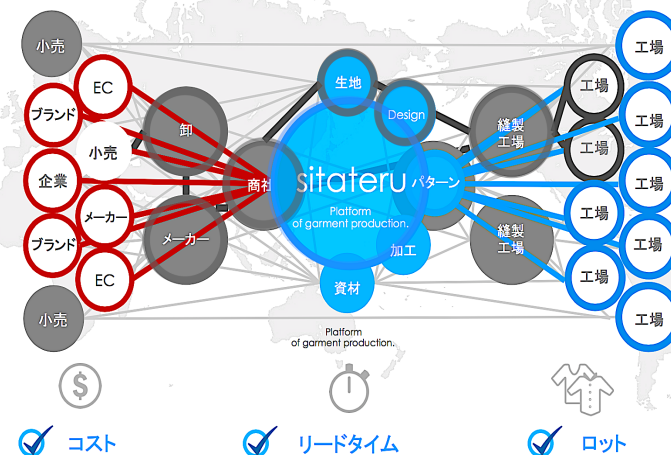 小売
EC
ブランド
小売
企業
メーカー
ブランド
EC
小売
卸
メーカー
商社
生地
Design
sitateru
Platform
of garment production.
パターン
加工
資材
縫製
工場
縫製
工場
工場
工場
工場
工場
工場
工場
工場
工場
工場
Platform
of garment production.
$
コスト
リードタイム
ロット